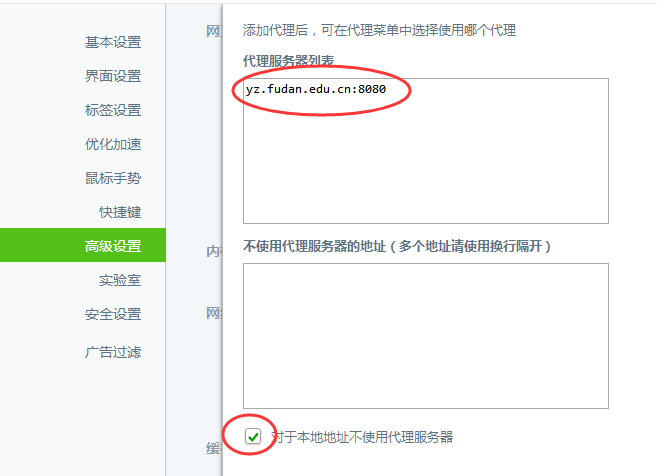 基本设置
界面设置
标签设置
优化加速
鼠标手势
快捷键
高级设置
实验室
安全设置
广告过滤
网
内
网
缓
添加代理后，可在代理菜单中选择使用哪个代理
代理服务器列表
yz.fudan.edu.cn:8080
不使用代理服务器的地址（多个地址请使用换行隔开）
对于本地地址不使用代理服务器